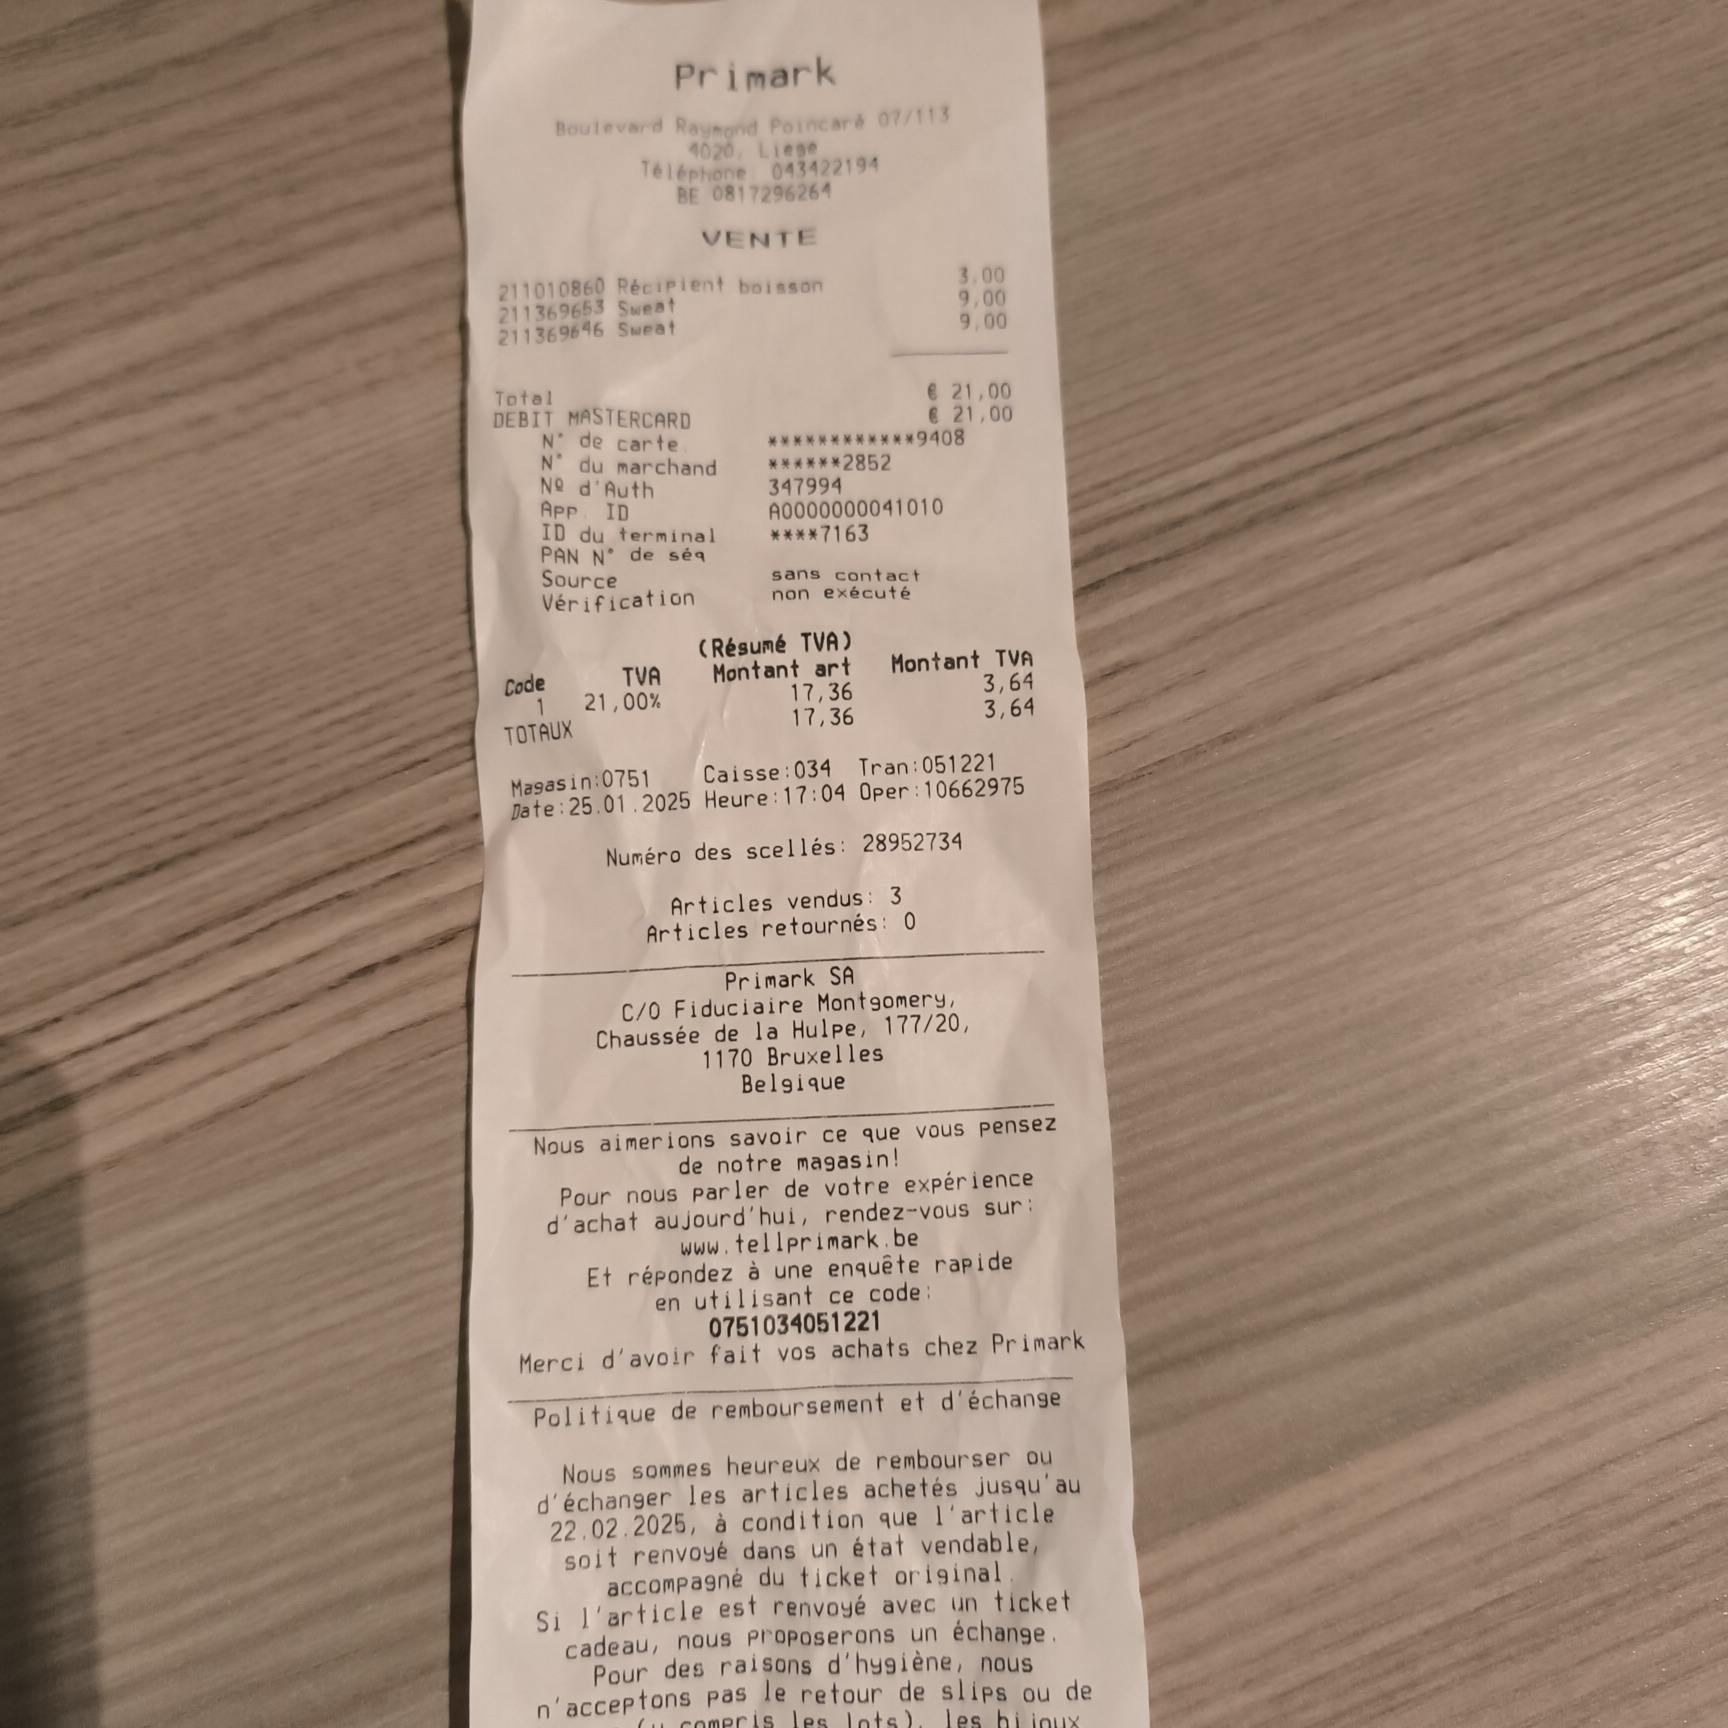 Primark
Boulevard Raymond Poincaré 07/113
4020, Liege
Téléphone: 043422194
BE 0817296264
VENTE
211010860 Récipient boisson 3,00
211369653 Sweat 9,00
211369646 Sweat 9,00
Total € 21,00
DEBIT MASTERCARD € 21,00
N° de carte. ************9408
N° du marchand ******2852
Nº d'Auth 347994
App. ID A0000000041010
ID du terminal ****7163
PAN N° de séq
Source sans contact
Vérification non exécuté
(Résumé TVA)
Code TVA Montant art Montant TVA
1 21,00% 17,36 3,64
TOTAUX 17,36 3,64
Magasin:0751 Caisse:034 Tran:051221
Date:25.01.2025 Heure:17:04 Oper:10662975
Numéro des scellés: 28952734
Articles vendus: 3
Articles retournés: 0
Primark SA
C/O Fiduciaire Montgomery,
Chaussée de la Hulpe, 177/20,
1170 Bruxelles
Belgique
Nous aimerions savoir ce que vous pensez
de notre magasin!
Pour nous parler de votre expérience
d'achat aujourd'hui, rendez-vous sur:
www.tellprimark.be
Et répondez à une enquête rapide
en utilisant ce code:
0751034051221
Merci d'avoir fait vos achats chez Primark
Politique de remboursement et d'échange
Nous sommes heureux de rembourser ou
d'échanger les articles achetés jusqu'au
22.02.2025, à condition que l'article
soit renvoyé dans un état vendable,
accompagné du ticket original.
Si l'article est renvoyé avec un ticket
cadeau, nous proposerons un échange.
Pour des raisons d'hygiène, nous
n'acceptons pas le retour de slips ou de
(y compris les lots), les bijoux